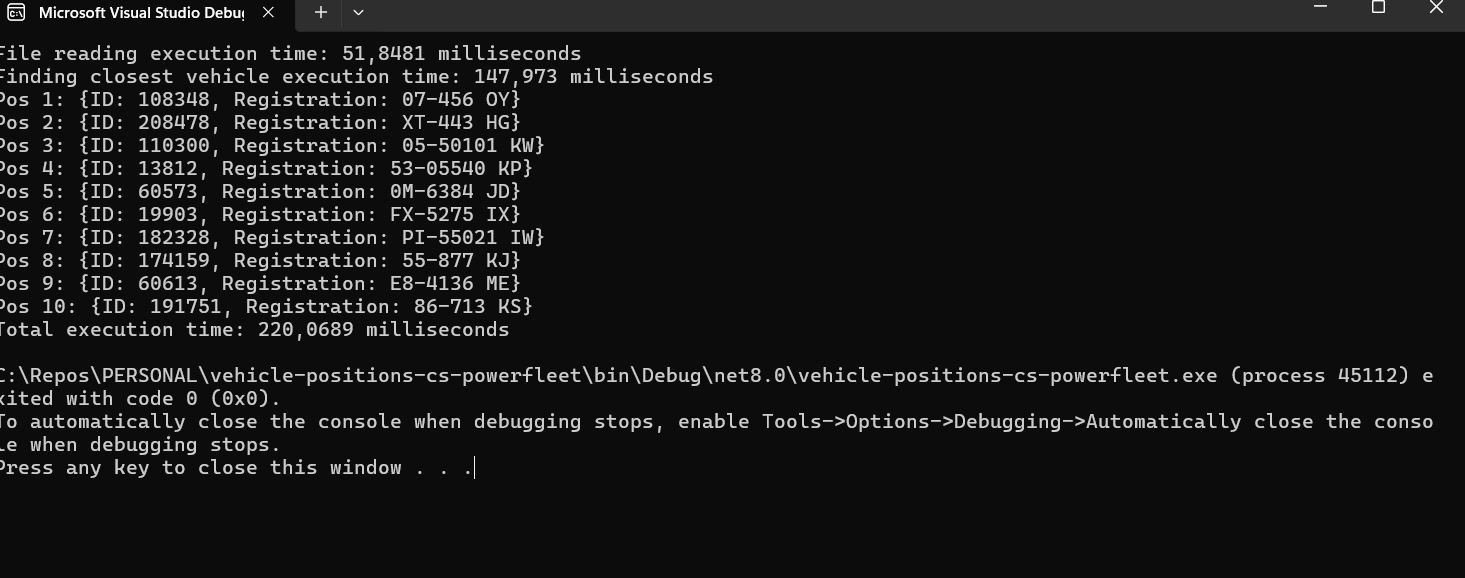 Microsoft Visual Studio Debug
File reading execution time: 51,8481 milliseconds
Finding closest vehicle execution time: 147,973 milliseconds
Pos 1: {ID: 108348, Registration: 07-456 OY}
Pos 2: {ID: 208478, Registration: XT-443 HG}
Pos 3: {ID: 110300, Registration: 05-50101 KW}
Pos 4: {ID: 13812, Registration: 53-05540 KP}
Pos 5: {ID: 60573, Registration: 0M-6384 JD}
Pos 6: {ID: 19903, Registration: FX-5275 IX}
Pos 7: {ID: 182328, Registration: PI-55021 IW}
Pos 8: {ID: 174159, Registration: 55-877 KJ}
Pos 9: {ID: 60613, Registration: E8-4136 ME}
Pos 10: {ID: 191751, Registration: 86-713 KS}
Total execution time: 220,0689 milliseconds
C:\Repos\PERSONAL\vehicle-positions-cs-powerfleet\bin\Debug\net8.0\vehicle-positions-cs-powerfleet.exe (process 45112) e
xited with code 0 (0x0).
To automatically close the console when debugging stops, enable Tools->Options->Debugging->Automatically close the conso
le when debugging stops.
Press any key to close this window . . .